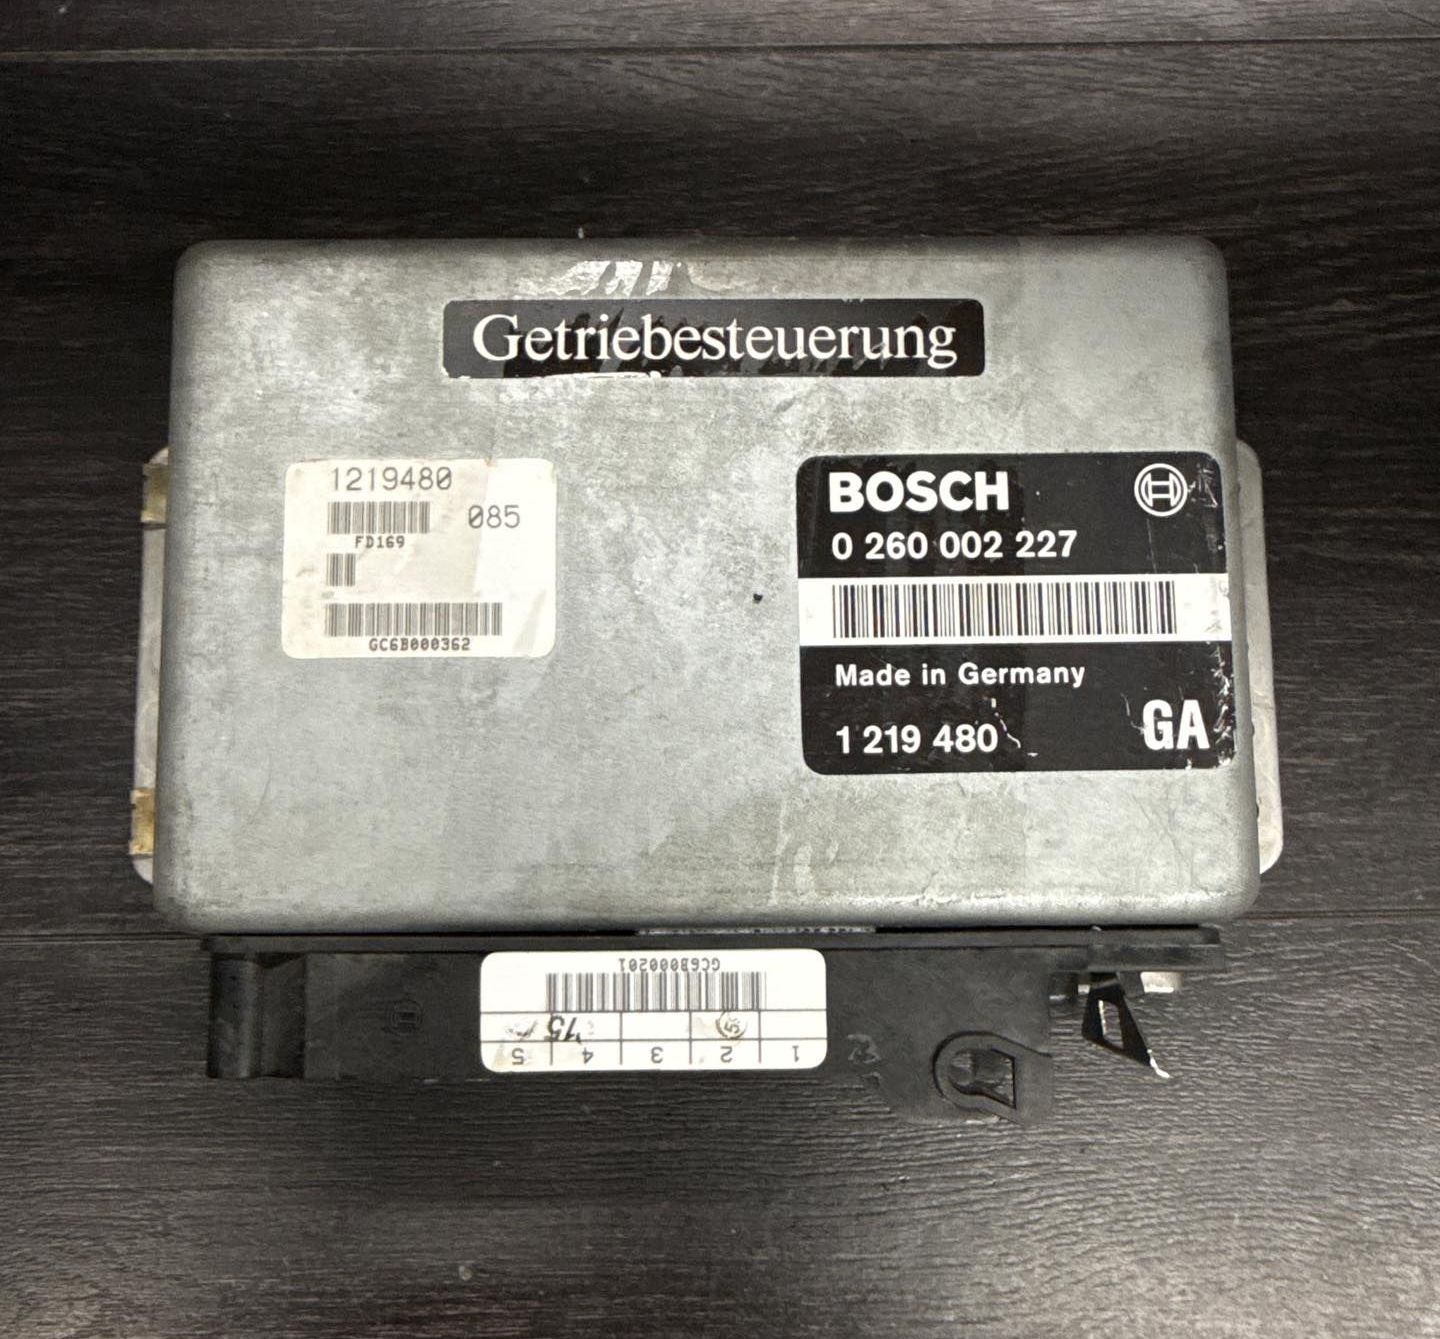 Getriebesteuerung
1219480
085
FD169
GC6B000362
BOSCH
0 260 002 227
Made in Germany
1 219 480
GA
GC6B000201
1 2 3 4 5